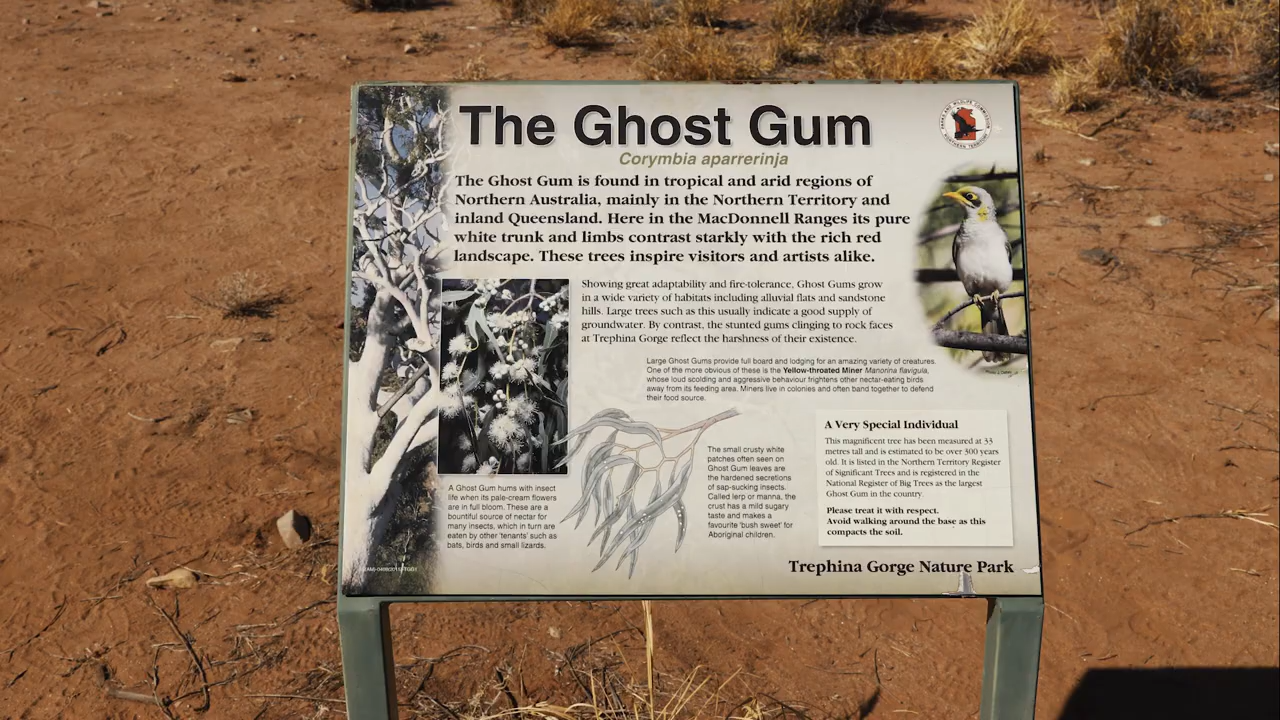 The Ghost Gum
Corymbia aparrerinja
The Ghost Gum is found in tropical and arid regions of
Northern Australia, mainly in the Northern Territory and
inland Queensland. Here in the MacDonnell Ranges its pure
white trunk and limbs contrast starkly with the rich red
landscape. These trees inspire visitors and artists alike.
Showing great adaptability and fire-tolerance, Ghost Gums grow
in a wide variety of habitats including alluvial flats and sandstone
hills. Large trees such as this usually indicate a good supply of
groundwater. By contrast, the stunted gums clinging to rock faces
at Trephina Gorge reflect the harshness of their existence.
Large Ghost Gums provide full board and lodging for an amazing variety of creatures.
One of the more obvious of these is the Yellow-throated Miner Manorina flavigula,
whose loud scolding and aggressive behaviour frightens other nectar-eating birds
away from its feeding area. Miners live in colonies and often band together to defend
their food source.
A Ghost Gum hums with insect
life when its pale-cream flowers
are in full bloom. These are a
bountiful source of nectar for
many insects, which in turn are
eaten by other 'tenants' such as
bats, birds and small lizards.
The small crusty white
patches often seen on
Ghost Gum leaves are
the hardened secretions
of sap-sucking insects.
Called lerp or manna, the
crust has a mild sugary
taste and makes a
favourite 'bush sweet' for
Aboriginal children.
A Very Special Individual
This magnificent tree has been measured at 33
metres tall and is estimated to be over 300 years
old. It is listed in the Northern Territory Register
of Significant Trees and is registered in the
National Register of Big Trees as the largest
Ghost Gum in the country.
Please treat it with respect.
Avoid walking around the base as this
compacts the soil.
Trephina Gorge Nature Park
PARKS AND WILDLIFE COMMISSION
NORTHERN TERRITORY